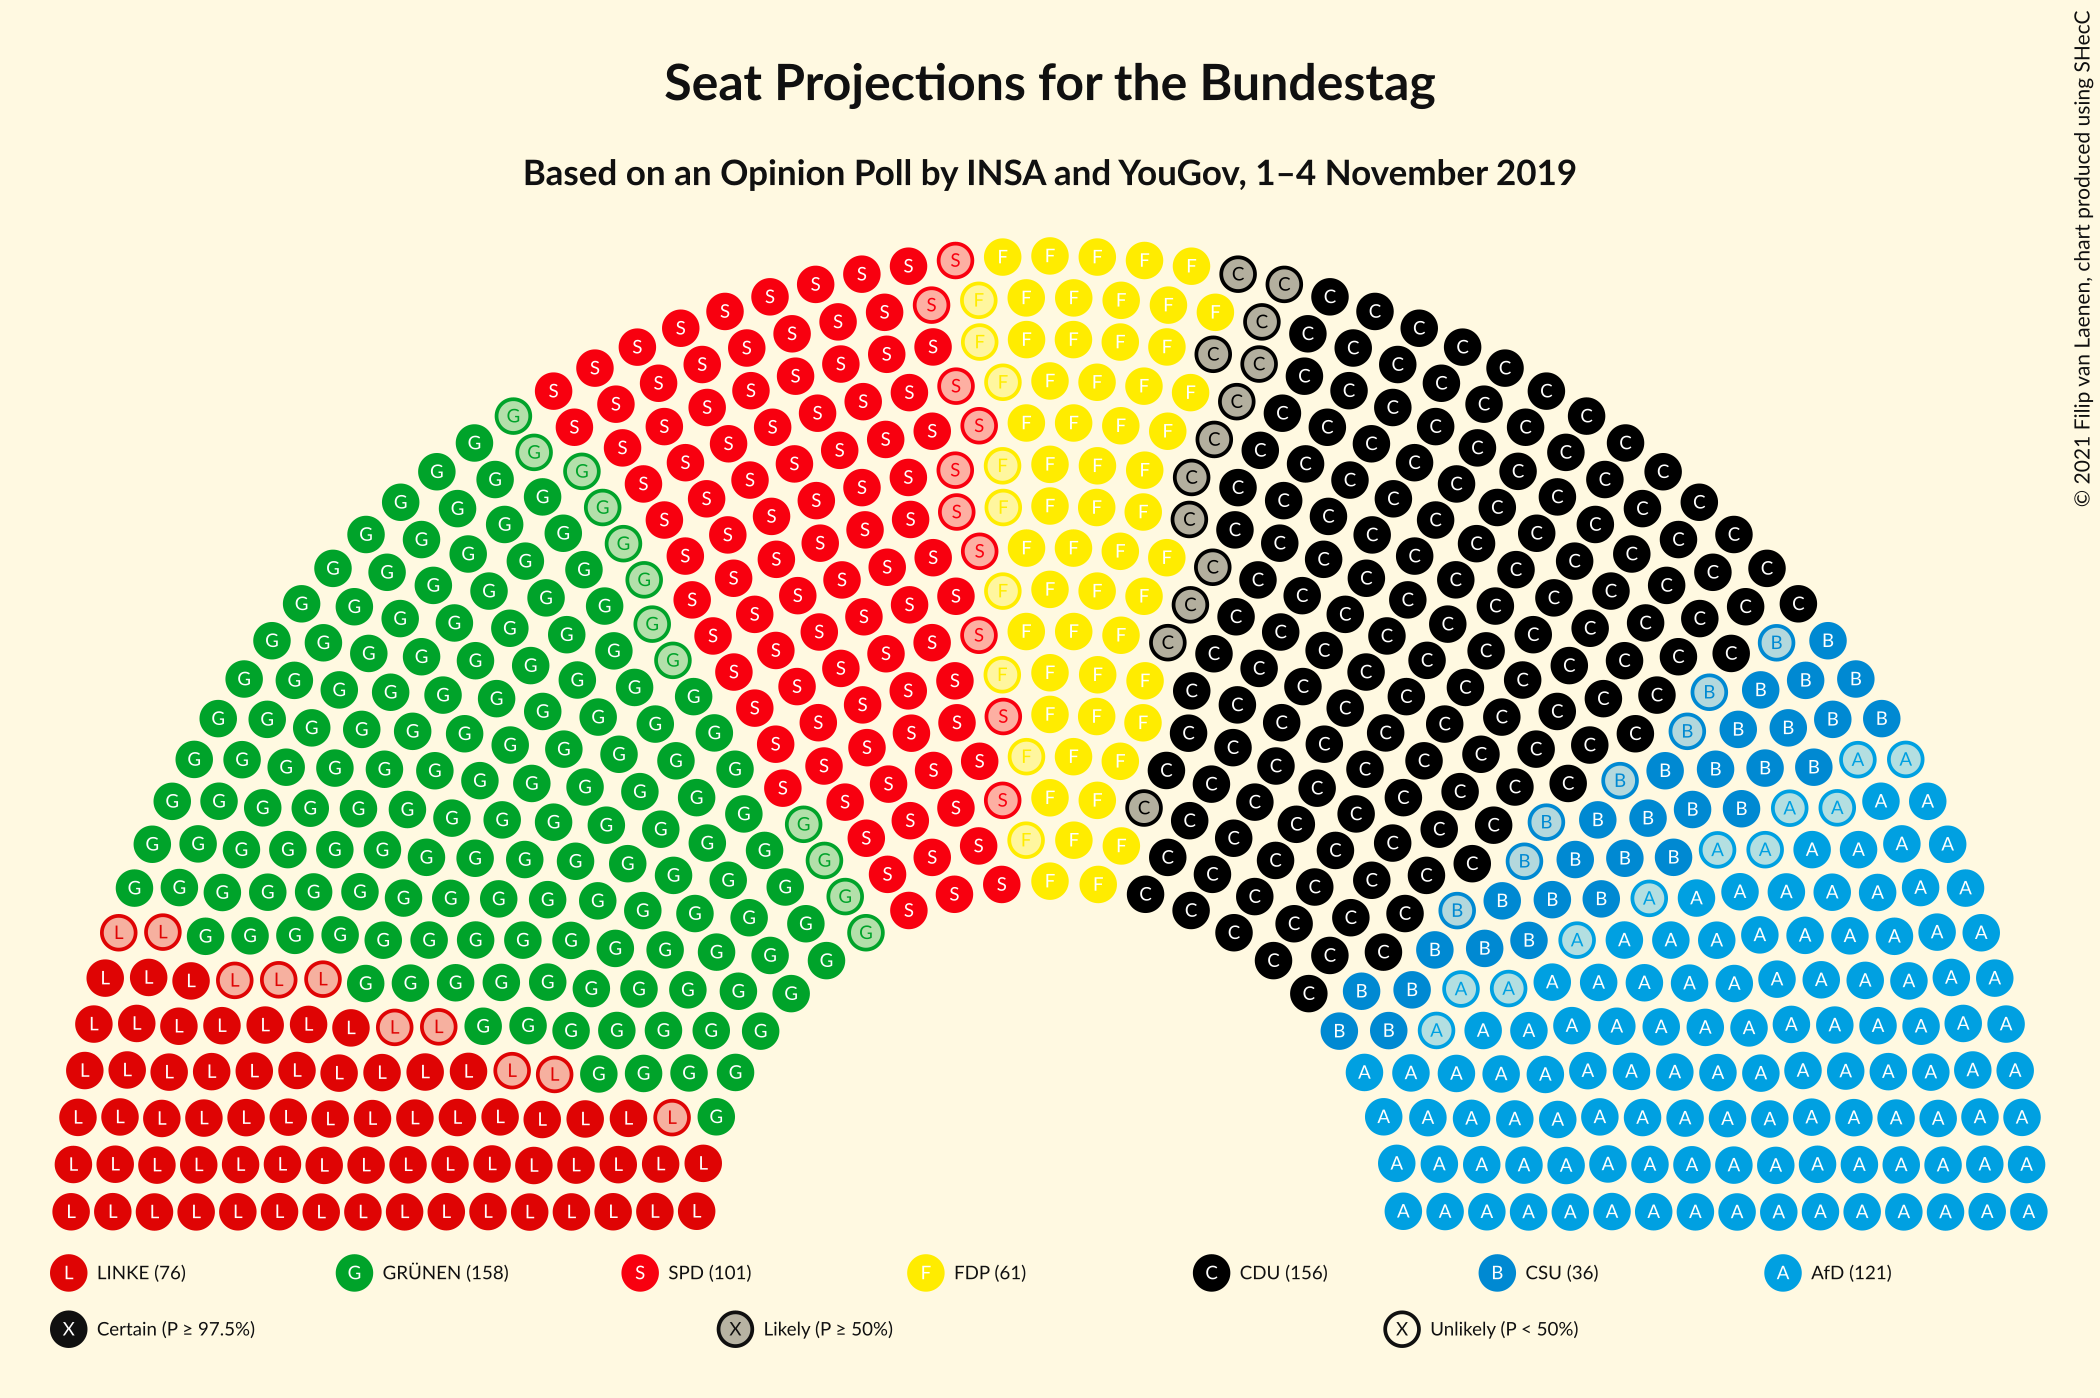 Seat Projections for the Bundestag
Based on an Opinion Poll by INSA and YouGov, 1–4 November 2019
© 2021 Filip van Laenen, chart produced using SHecC
L LINKE (76) G GRÜNEN (158) S SPD (101) F FDP (61) C CDU (156) B CSU (36) A AfD (121)
X Certain (P ≥ 97.5%) X Likely (P ≥ 50%) X Unlikely (P < 50%)